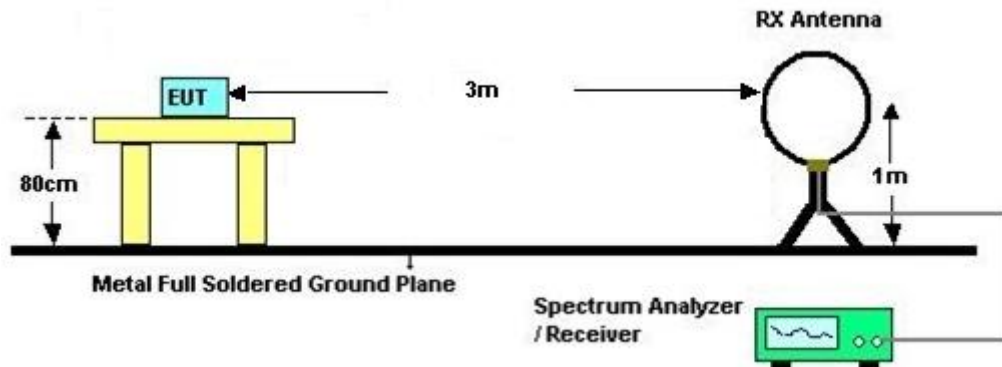 RX Antenna
EUT
3m
80cm
1m
Metal Full Soldered Ground Plane
Spectrum Analyzer
/ Receiver